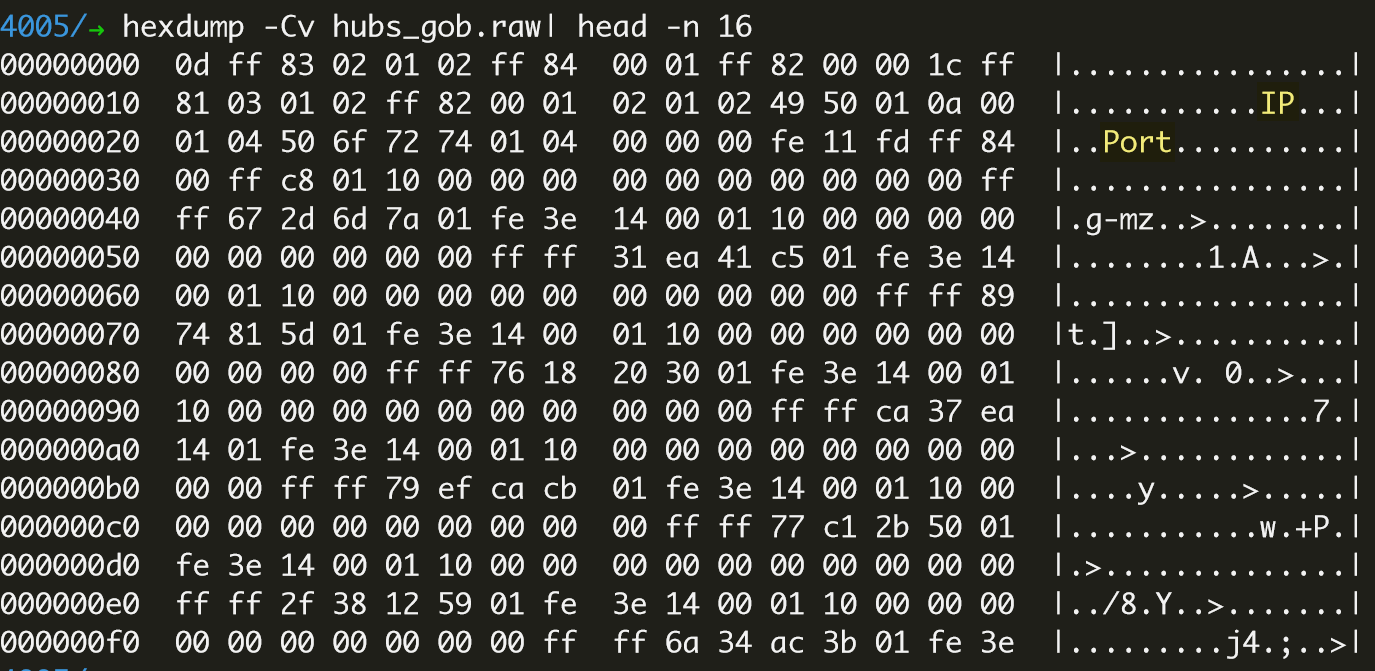 4005/→ hexdump -Cv hubs_gob.raw| head -n 16
00000000  0d ff 83 02 01 02 ff 84  00 01 ff 82 00 00 1c ff  |................|
00000010  81 03 01 02 ff 82 00 01  02 01 02 49 50 01 0a 00  |...........IP...|
00000020  01 04 50 6f 72 74 01 04  00 00 00 fe 11 fd ff 84  |..Port..........|
00000030  00 ff c8 01 10 00 00 00  00 00 00 00 00 00 00 ff  |................|
00000040  ff 67 2d 6d 7a 01 fe 3e  14 00 01 10 00 00 00 00  |.g-mz..>........|
00000050  00 00 00 00 00 00 ff ff  31 ea 41 c5 01 fe 3e 14  |........1.A...>.|
00000060  00 01 10 00 00 00 00 00  00 00 00 00 00 ff ff 89  |................|
00000070  74 81 5d 01 fe 3e 14 00  01 10 00 00 00 00 00 00  |t.]..>..........|
00000080  00 00 00 00 ff ff 76 18  20 30 01 fe 3e 14 00 01  |......v. 0..>...|
00000090  10 00 00 00 00 00 00 00  00 00 00 ff ff ca 37 ea  |..............7.|
000000a0  14 01 fe 3e 14 00 01 10  00 00 00 00 00 00 00 00  |...>............|
000000b0  00 00 ff ff 79 ef ca cb  01 fe 3e 14 00 01 10 00  |....y.....>.....|
000000c0  00 00 00 00 00 00 00 00  00 ff ff 77 c1 2b 50 01  |...........w.+P.|
000000d0  fe 3e 14 00 01 10 00 00  00 00 00 00 00 00 00 00  |.>..............|
000000e0  ff ff 2f 38 12 59 01 fe  3e 14 00 01 10 00 00 00  |../8.Y..>.......|
000000f0  00 00 00 00 00 00 00 ff  ff 6a 34 ac 3b 01 fe 3e  |.........j4.;..>|